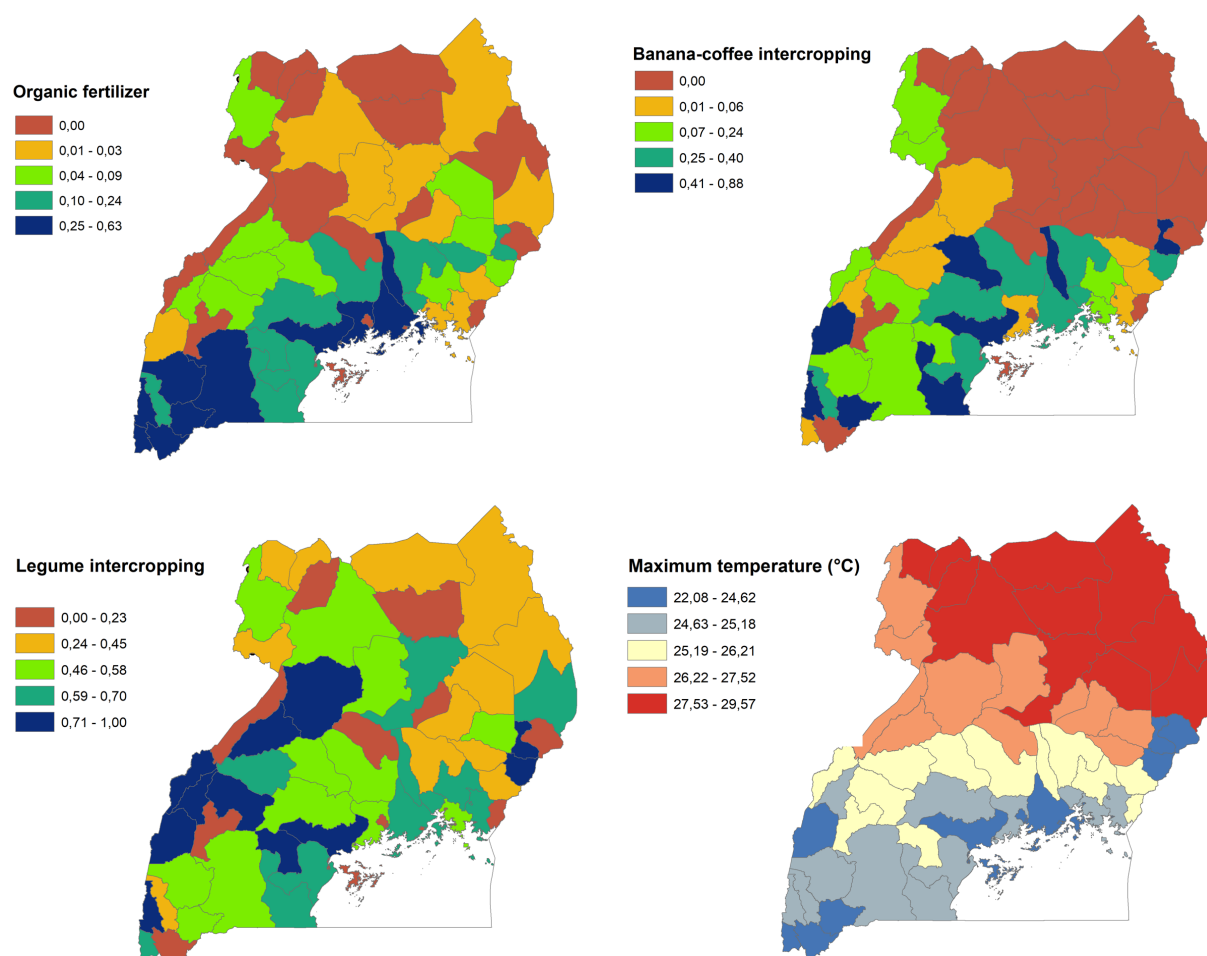 Organic fertilizer
0,00
0,01 - 0,03
0,04 - 0,09
0,10 - 0,24
0,25 - 0,63
Banana-coffee intercropping
0,00
0,01 - 0,06
0,07 - 0,24
0,25 - 0,40
0,41 - 0,88
Legume intercropping
0,00 - 0,23
0,24 - 0,45
0,46 - 0,58
0,59 - 0,70
0,71 - 1,00
Maximum temperature (°C)
22,08 - 24,62
24,63 - 25,18
25,19 - 26,21
26,22 - 27,52
27,53 - 29,57